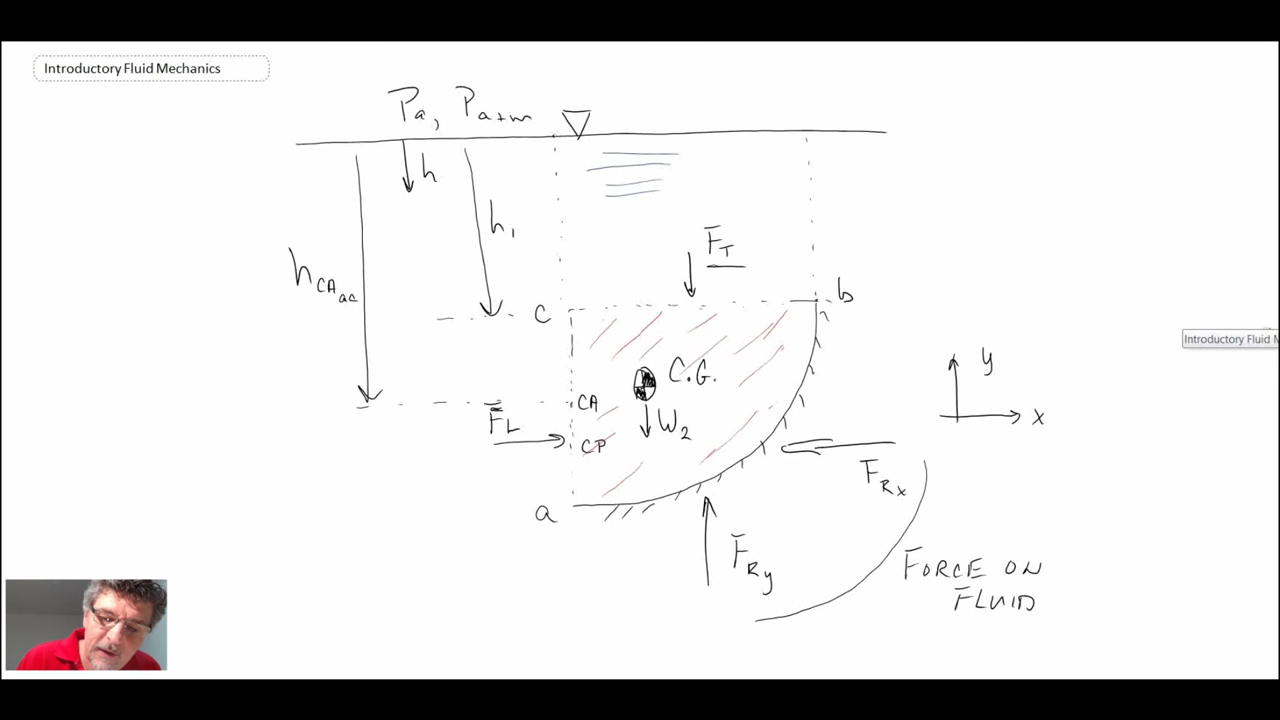 Introductory Fluid Mechanics
Pa, Patm
h
h1
hCAac
FT
C
b
C.G.
CA
FL
W2
CP
y
x
FRx
a
FRy
FORCE ON
FLUID
Introductory Fluid M